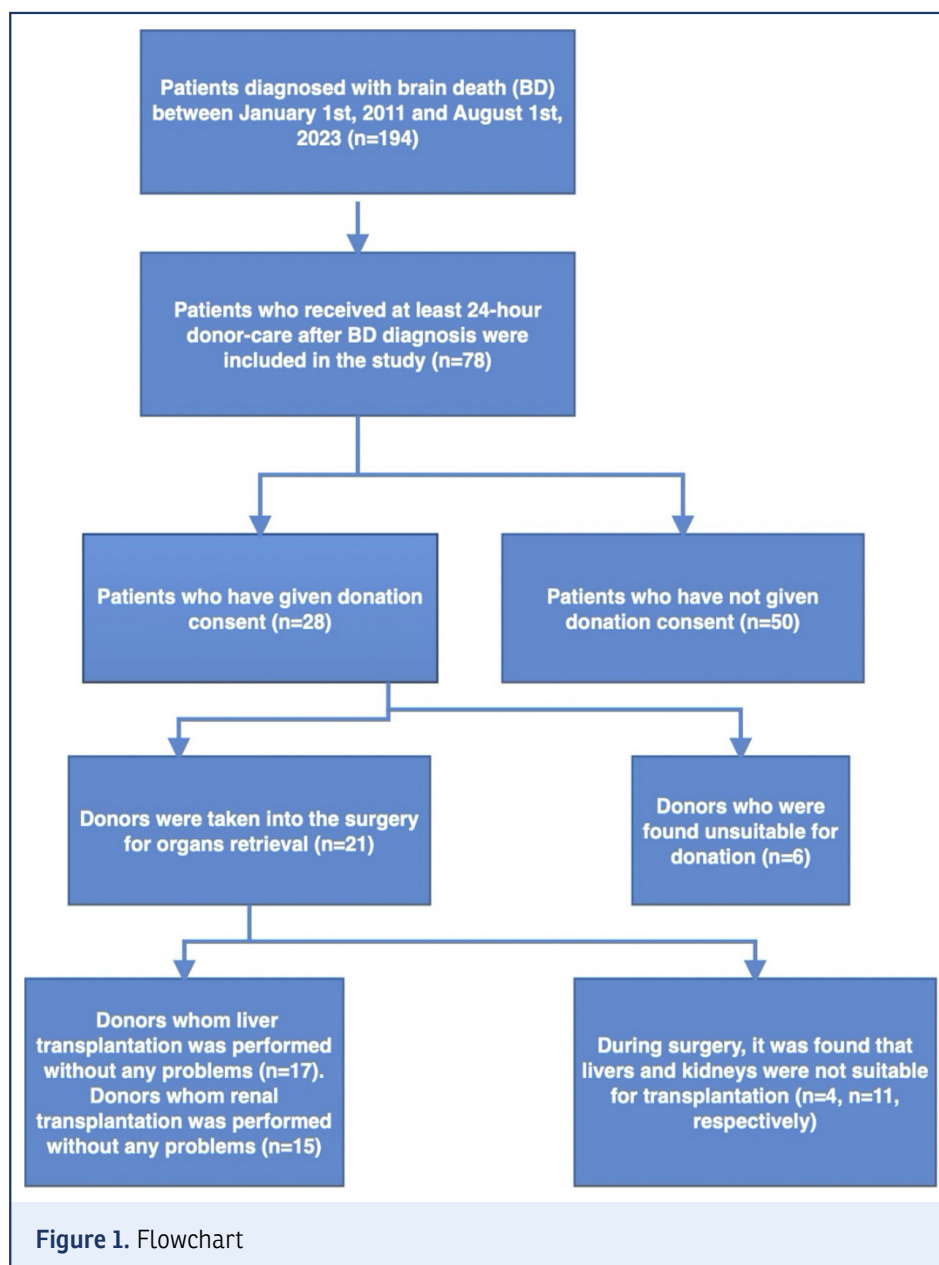 Patients diagnosed with brain death (BD)
between January 1st, 2011 and August 1st,
2023 (n=194)
Patients who received at least 24-hour
donor-care after BD diagnosis were
included in the study (n=78)
Patients who have given donation
consent (n=28)
Patients who have not given
donation consent (n=50)
Donors were taken into the surgery
for organs retrieval (n=21)
Donors who were
found unsuitable for
donation (n=6)
Donors whom liver
transplantation was performed
without any problems (n=17).
Donors whom renal
transplantation was performed
without any problems (n=15)
During surgery, it was found that
livers and kidneys were not suitable
for transplantation (n=4, n=11,
respectively)
Figure 1. Flowchart